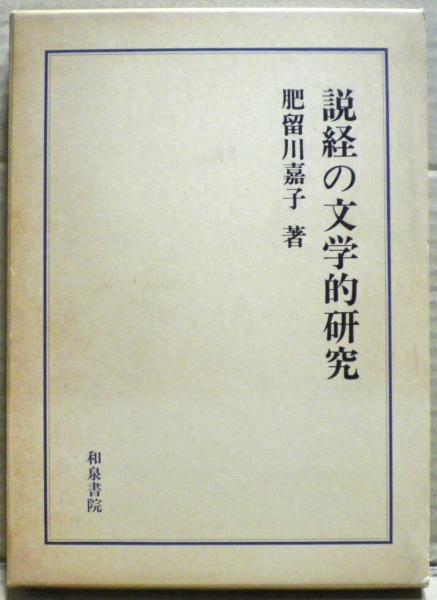 説経の文学的研究
肥留川嘉子 著
和泉書院